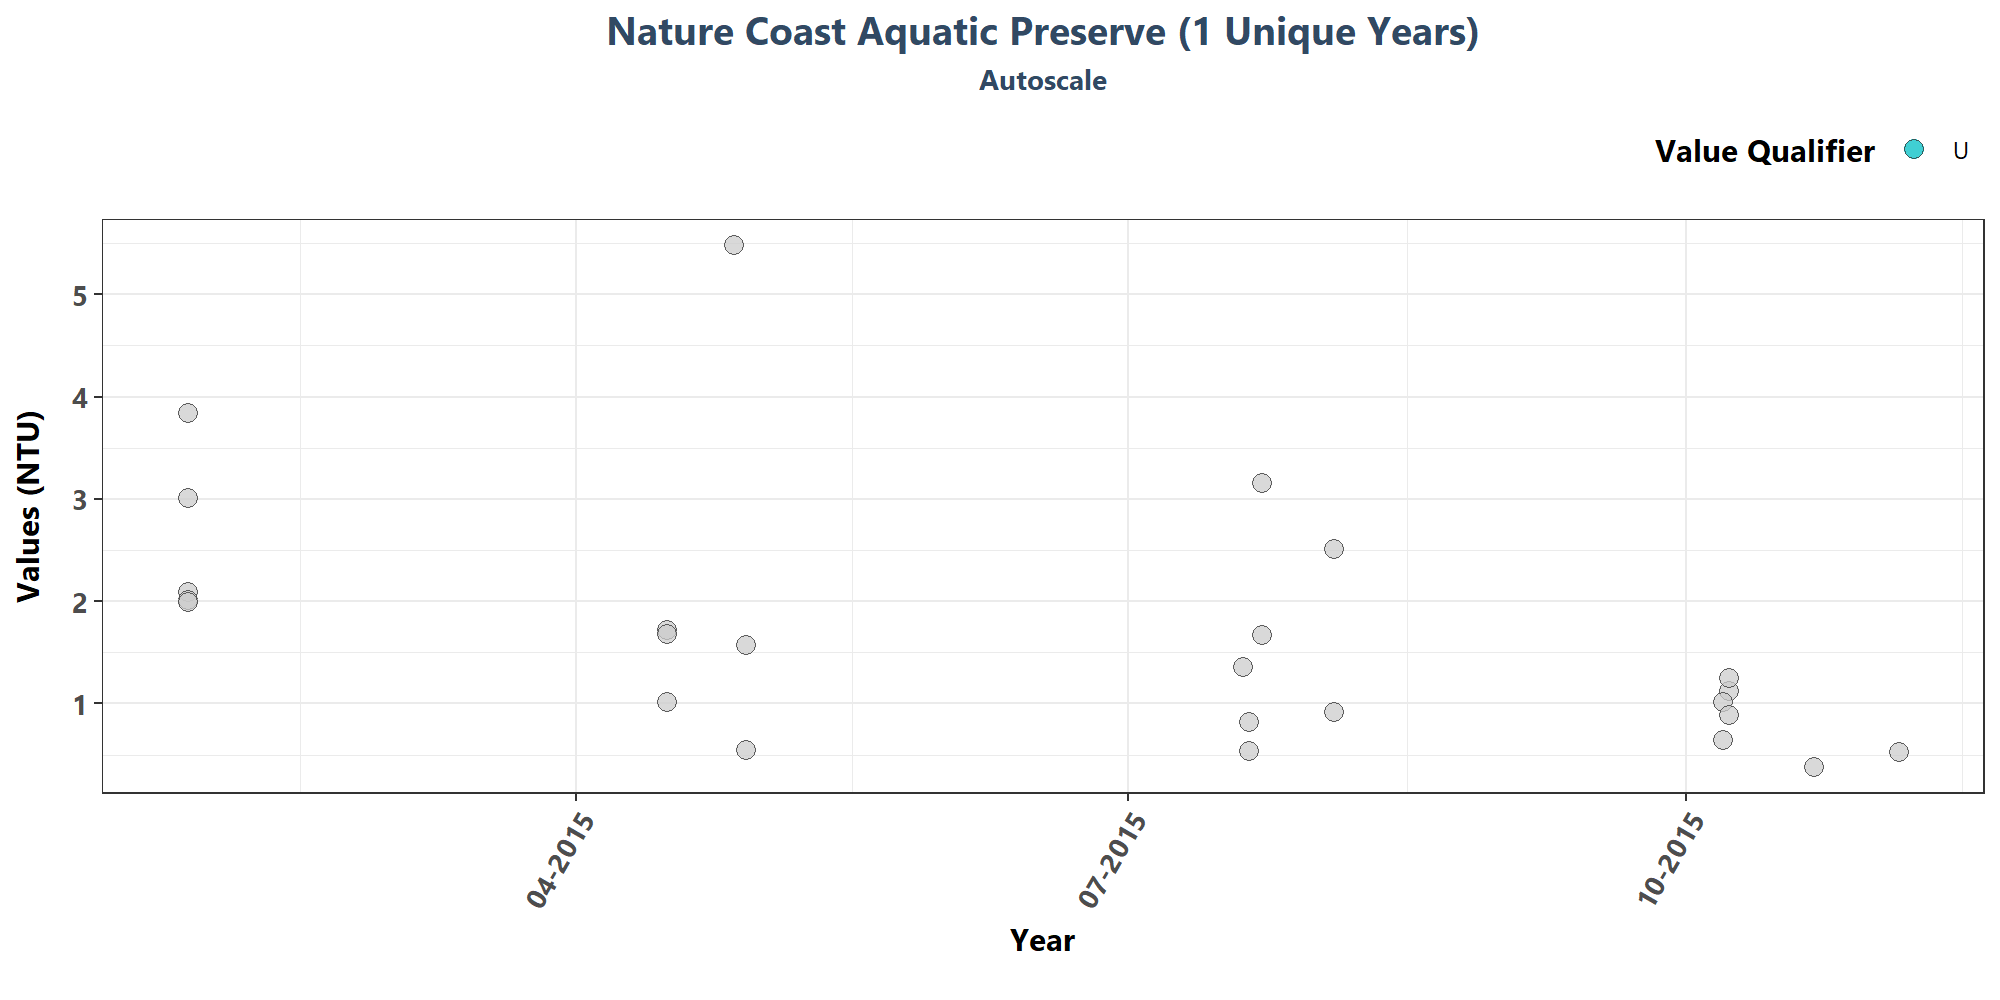 Nature Coast Aquatic Preserve (1 Unique Years)
Autoscale
Value Qualifier U
Values (NTU)
5
4
3
2
1
04-2015
07-2015
10-2015
Year